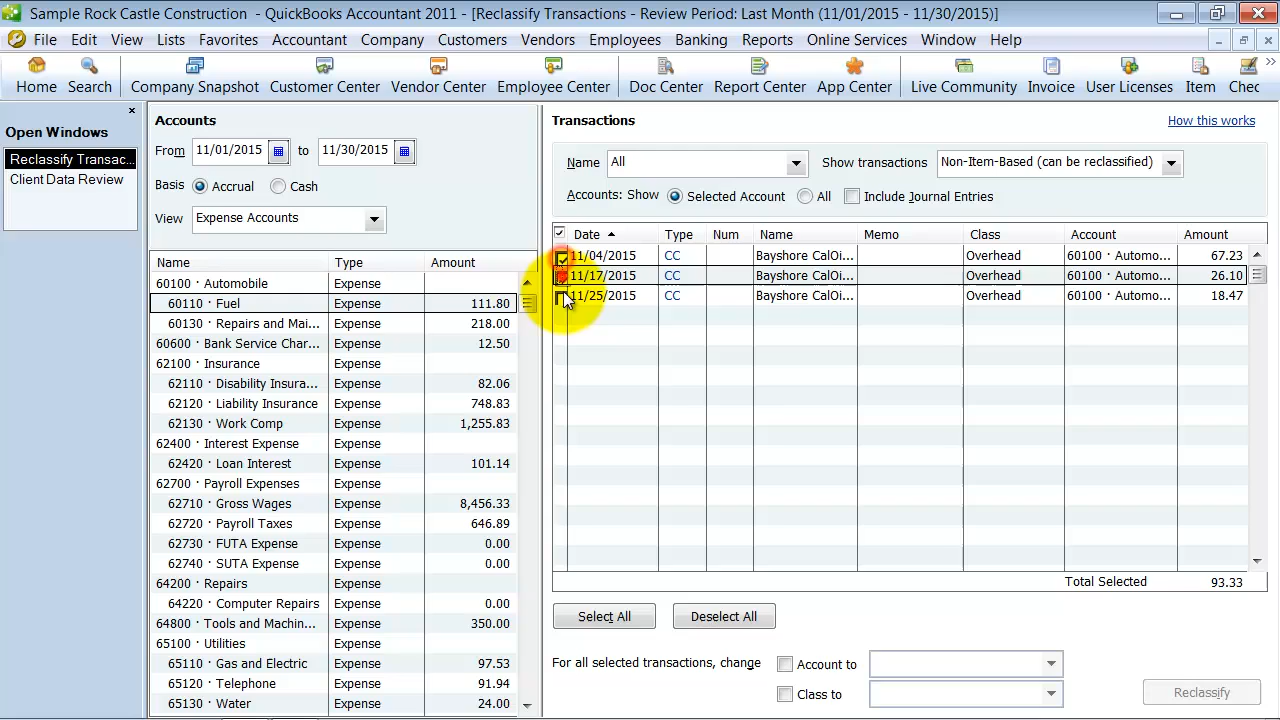 Sample Rock Castle Construction - QuickBooks Accountant 2011 - [Reclassify Transactions - Review Period: Last Month (11/01/2015 - 11/30/2015)]
File Edit View Lists Favorites Accountant Company Customers Vendors Employees Banking Reports Online Services Window Help
Home Search Company Snapshot Customer Center Vendor Center Employee Center Doc Center Report Center App Center Live Community Invoice User Licenses Item Chec
Open Windows
Reclassify Transac...
Client Data Review
Accounts
From 11/01/2015 to 11/30/2015
Basis Accrual Cash
View Expense Accounts
Name Type Amount
60100 · Automobile Expense
60110 · Fuel Expense 111.80
60130 · Repairs and Mai... Expense 218.00
60600 · Bank Service Char... Expense 12.50
62100 · Insurance Expense
62110 · Disability Insura... Expense 82.06
62120 · Liability Insurance Expense 748.83
62130 · Work Comp Expense 1,255.83
62400 · Interest Expense Expense
62420 · Loan Interest Expense 101.14
62700 · Payroll Expenses Expense
62710 · Gross Wages Expense 8,456.33
62720 · Payroll Taxes Expense 646.89
62730 · FUTA Expense Expense 0.00
62740 · SUTA Expense Expense 0.00
64200 · Repairs Expense
64220 · Computer Repairs Expense 0.00
64800 · Tools and Machin... Expense 350.00
65100 · Utilities Expense
65110 · Gas and Electric Expense 97.53
65120 · Telephone Expense 91.94
65130 · Water Expense 24.00
Transactions How this works
Name All Show transactions Non-Item-Based (can be reclassified)
Accounts: Show Selected Account All Include Journal Entries
Date Type Num Name Memo Class Account Amount
11/04/2015 CC Bayshore CalOi... Overhead 60100 · Automo... 67.23
11/17/2015 CC Bayshore CalOi... Overhead 60100 · Automo... 26.10
11/25/2015 CC Bayshore CalOi... Overhead 60100 · Automo... 18.47
Total Selected 93.33
Select All Deselect All
For all selected transactions, change Account to
Class to Reclassify